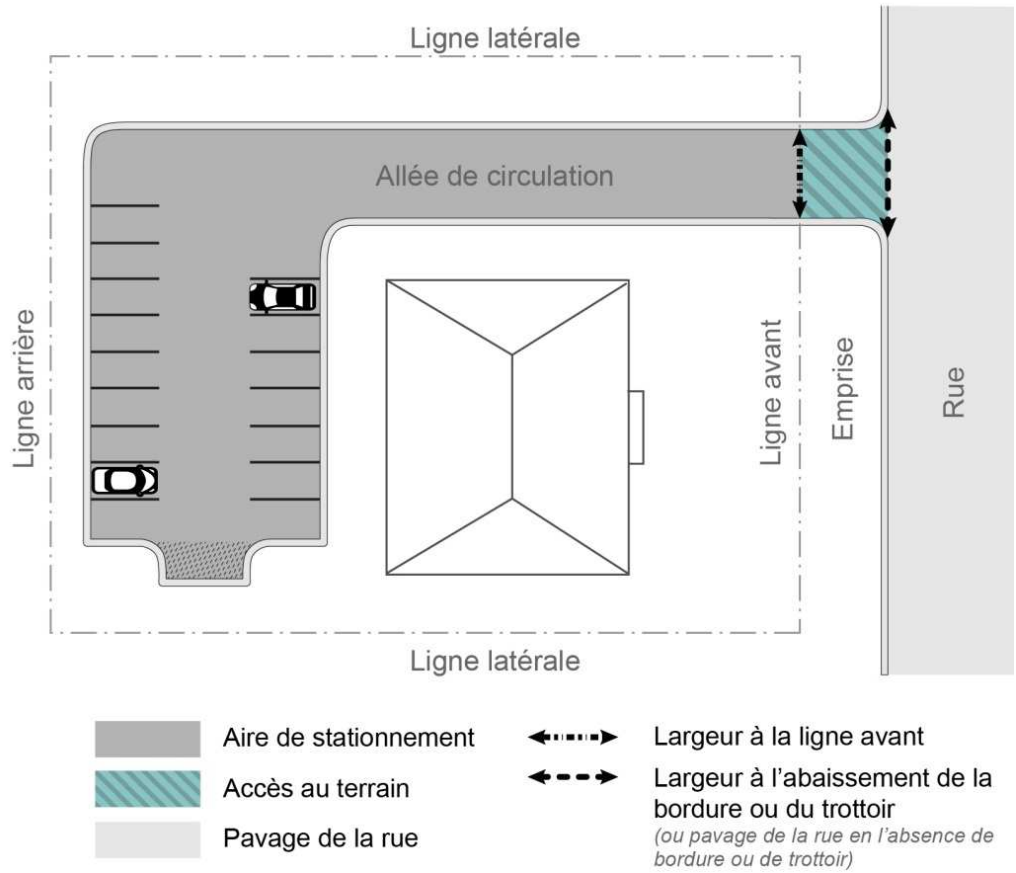 Ligne latérale
Allée de circulation
Ligne arrière
Ligne avant
Emprise
Rue
Ligne latérale
Aire de stationnement
Accès au terrain
Pavage de la rue
Largeur à la ligne avant
Largeur à l'abaissement de la
bordure ou du trottoir
(ou pavage de la rue en l'absence de
bordure ou de trottoir)